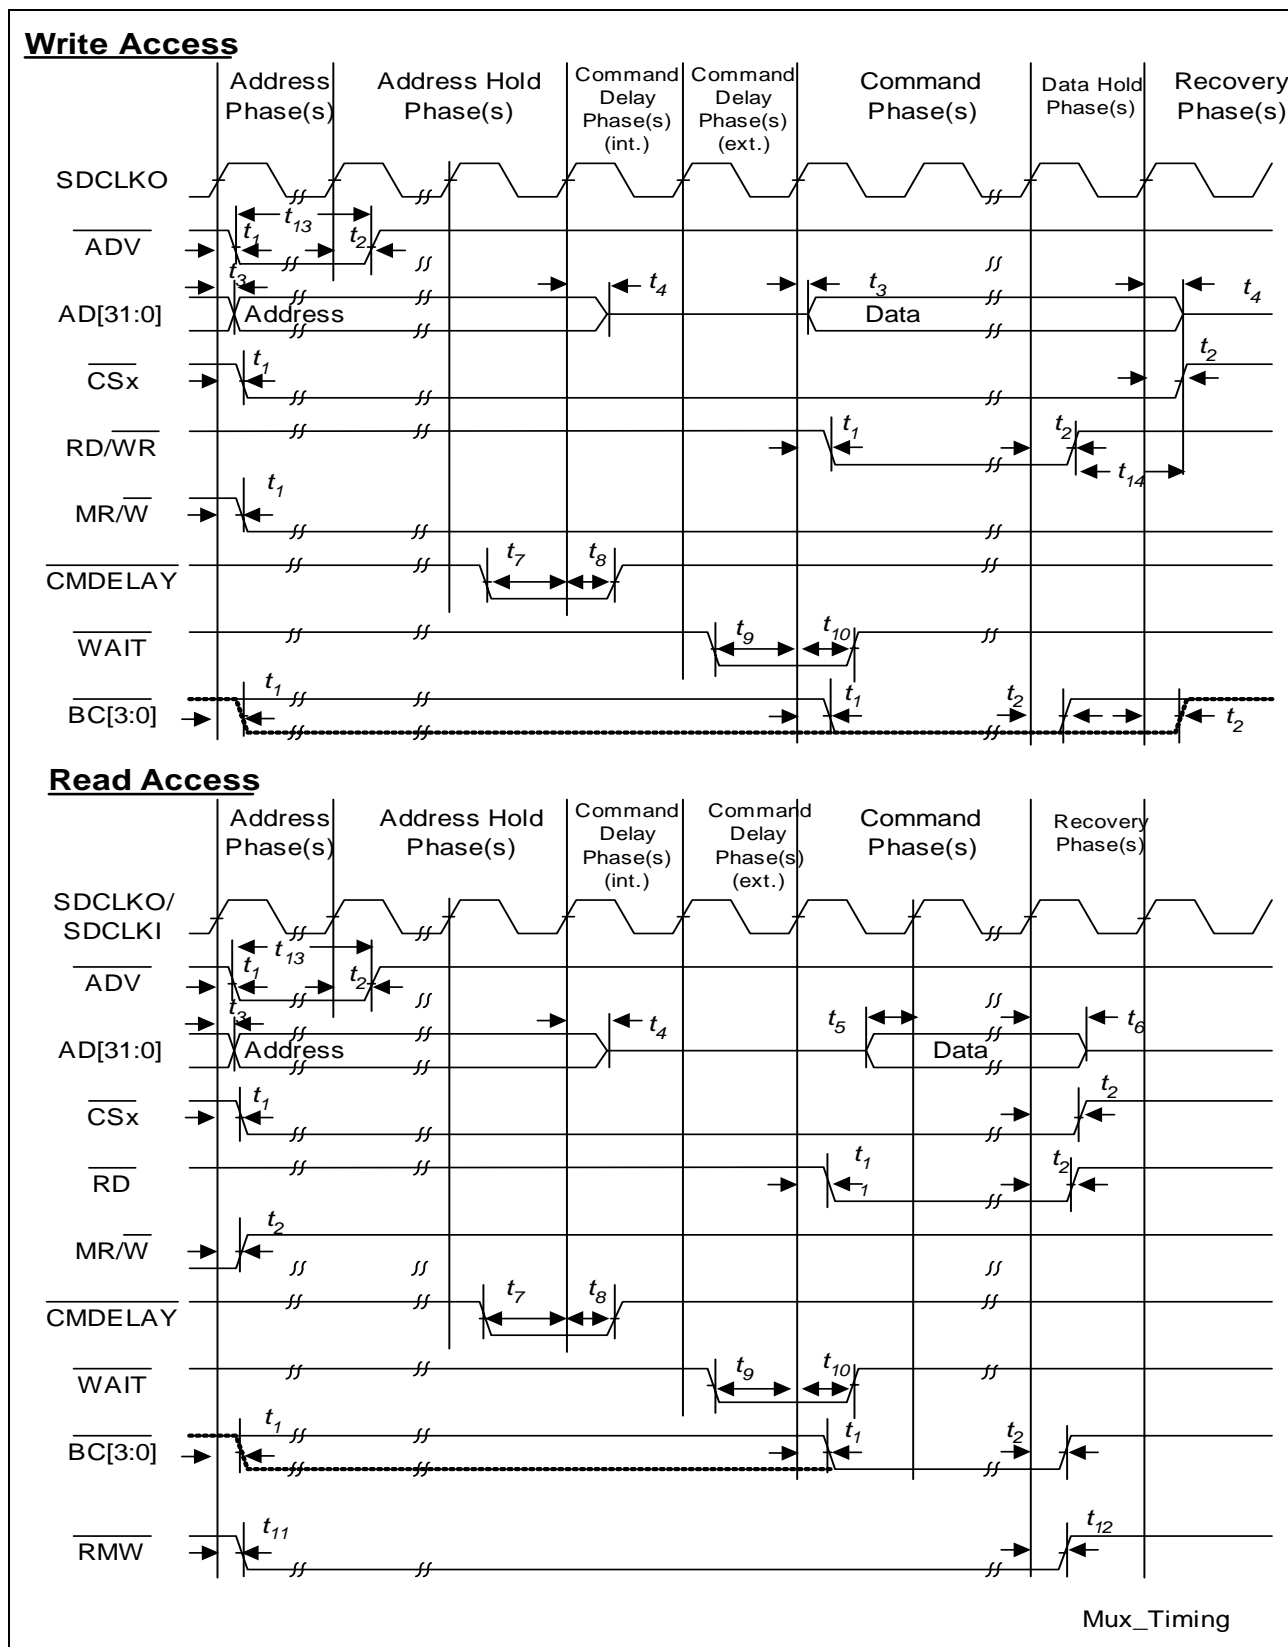 Write Access
Address Phase(s)
Address Hold Phase(s)
Command Delay Phase(s) (int.)
Command Delay Phase(s) (ext.)
Command Phase(s)
Data Hold Phase(s)
Recovery Phase(s)
SDCLKO
t13
ADV
t1
t2
t3
t4
t3
t4
AD[31:0]
Address
Data
CSx
t1
t2
RD/WR
t1
t2
t14
MR/W
t1
CMDELAY
t7
t8
WAIT
t9
t10
BC[3:0]
t1
t1
t2
t2
Read Access
Address Phase(s)
Address Hold Phase(s)
Command Delay Phase(s) (int.)
Command Delay Phase(s) (ext.)
Command Phase(s)
Recovery Phase(s)
SDCLKO/
SDCLKI
t13
ADV
t1
t2
t3
t4
t5
t6
AD[31:0]
Address
Data
CSx
t1
t2
RD
t1
1
t2
MR/W
t2
CMDELAY
t7
t8
WAIT
t9
t10
BC[3:0]
t1
t1
t2
RMW
t11
t12
Mux_Timing